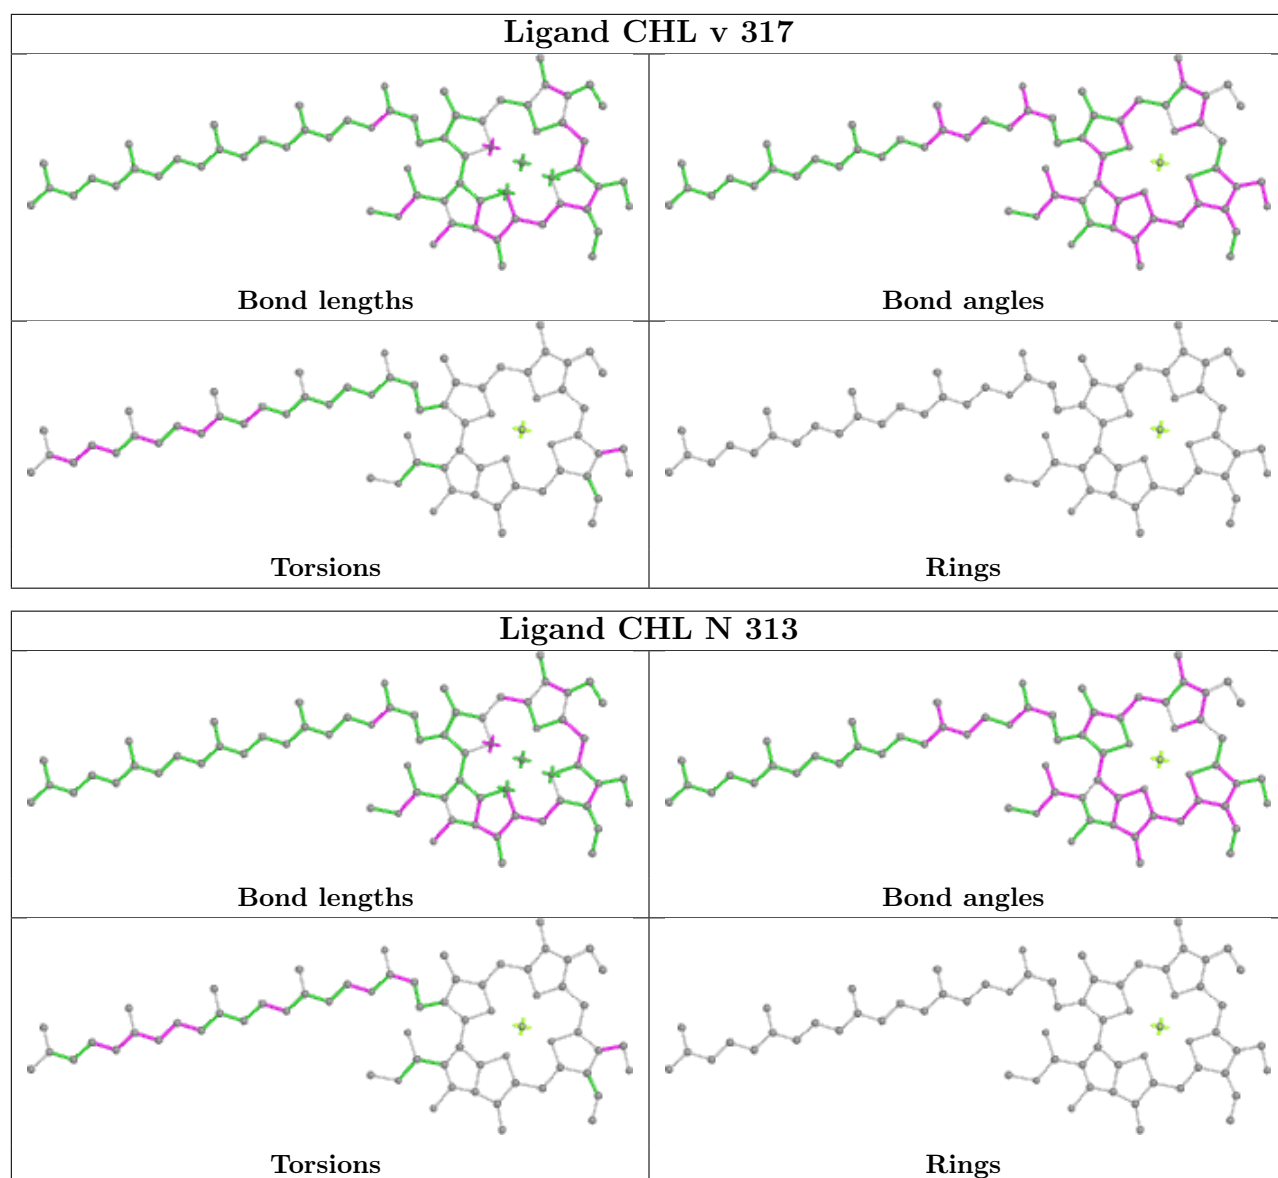 Ligand CHL v 317
Bond lengths
Bond angles
Torsions
Rings
Ligand CHL N 313
Bond lengths
Bond angles
Torsions
Rings